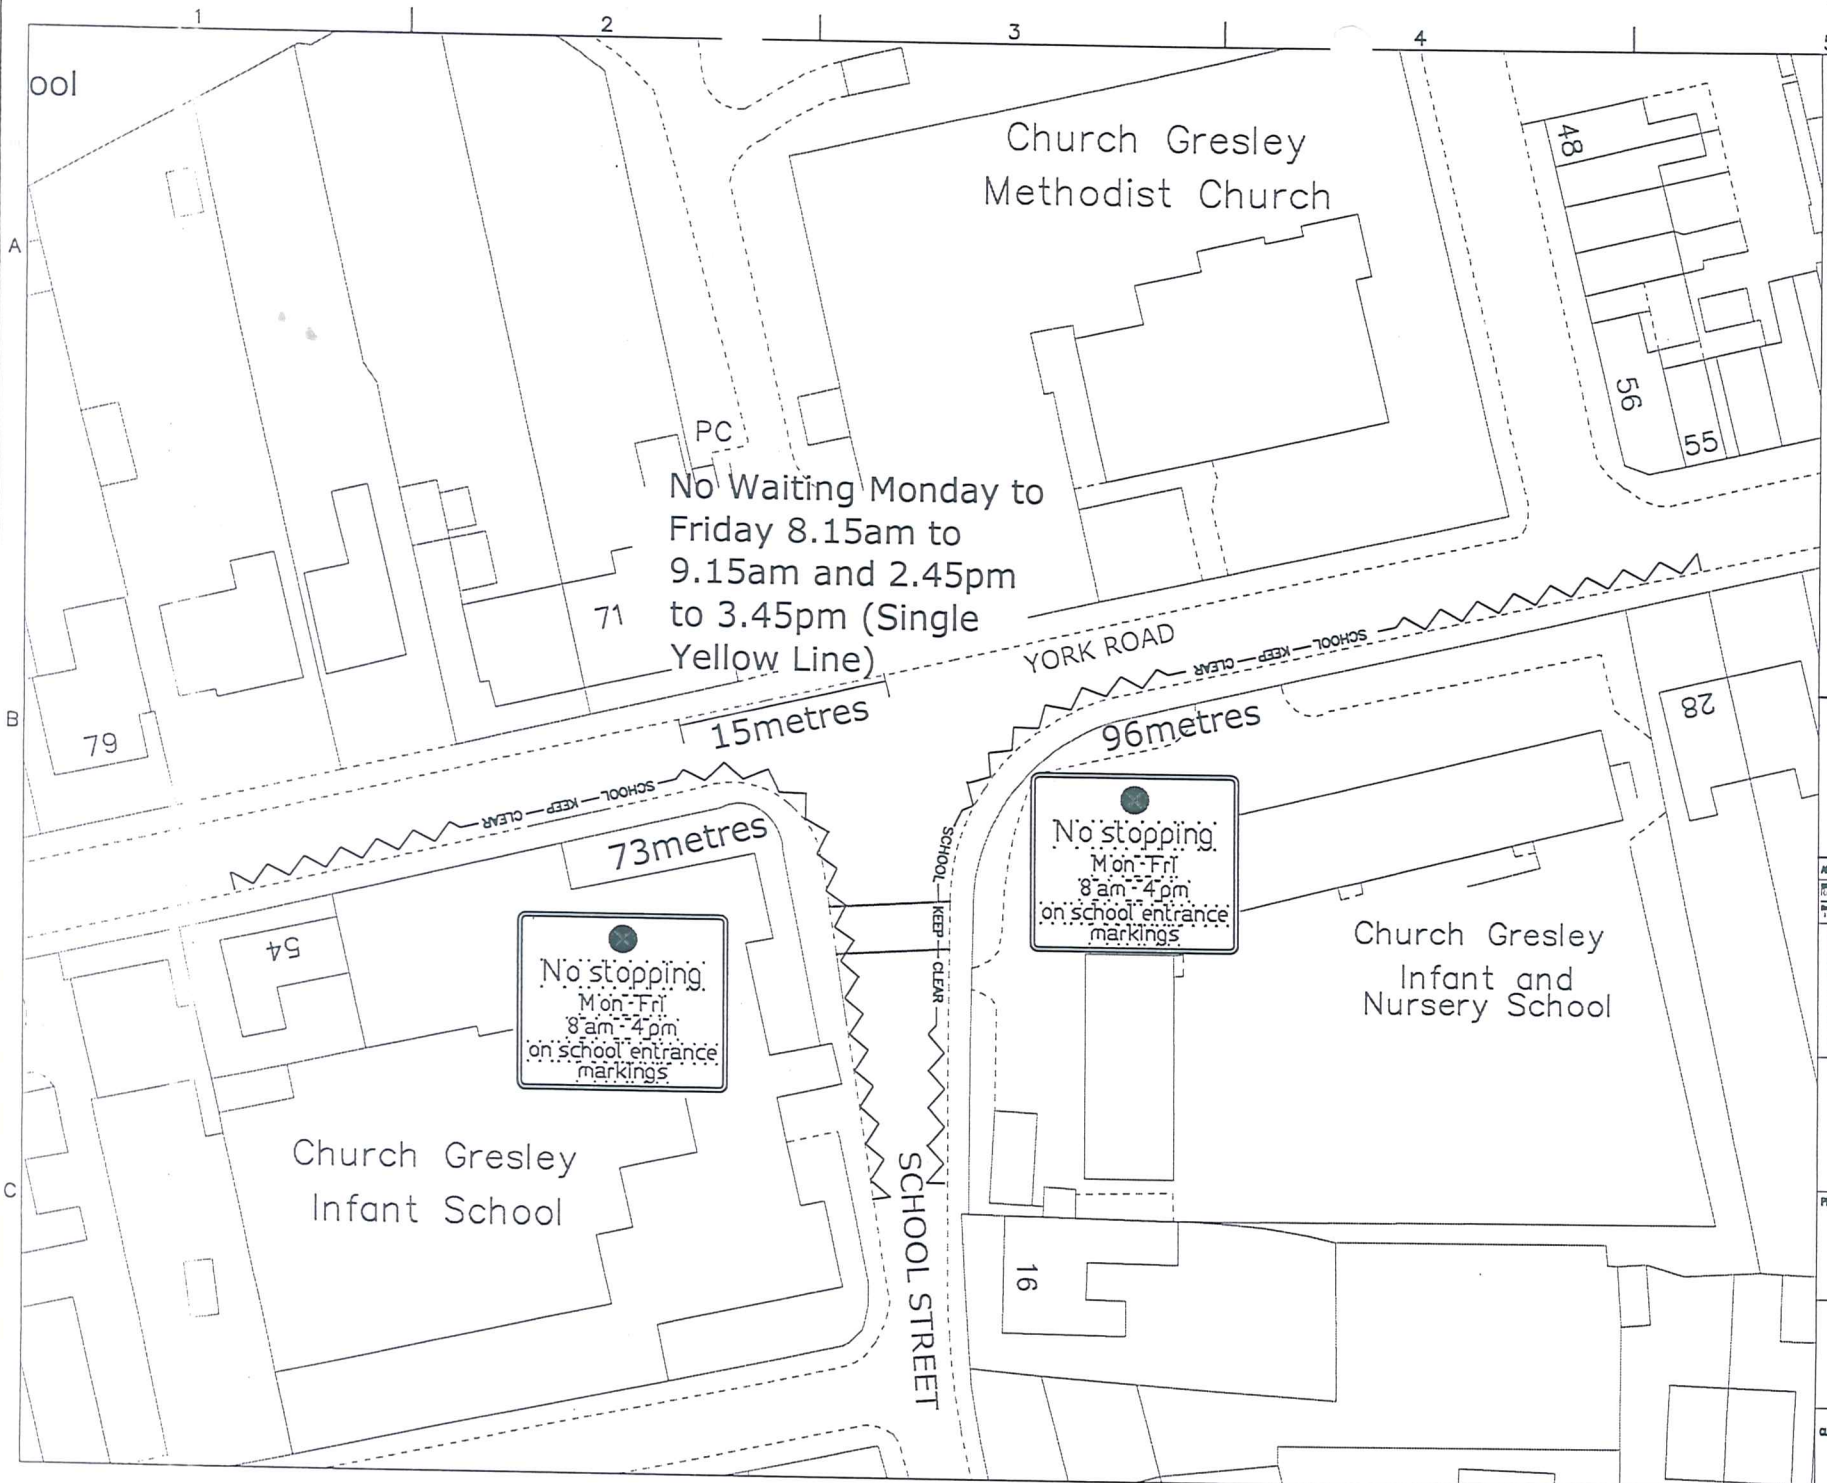 1
2
3
4
5
A
B
C
ool
Church Gresley
Methodist Church
48
56
55
PC
No Waiting Monday to
Friday 8.15am to
9.15am and 2.45pm
to 3.45pm (Single
Yellow Line)
71
79
YORK ROAD
SCHOOL KEEP CLEAR
15metres
96metres
28
SCHOOL KEEP CLEAR
73metres
SCHOOL KEEP CLEAR
54
No stopping
Mon-Fri
8am-4pm
on school entrance
markings
No stopping
Mon-Fri
8am-4pm
on school entrance
markings
Church Gresley
Infant and
Nursery School
Church Gresley
Infant School
SCHOOL STREET
16